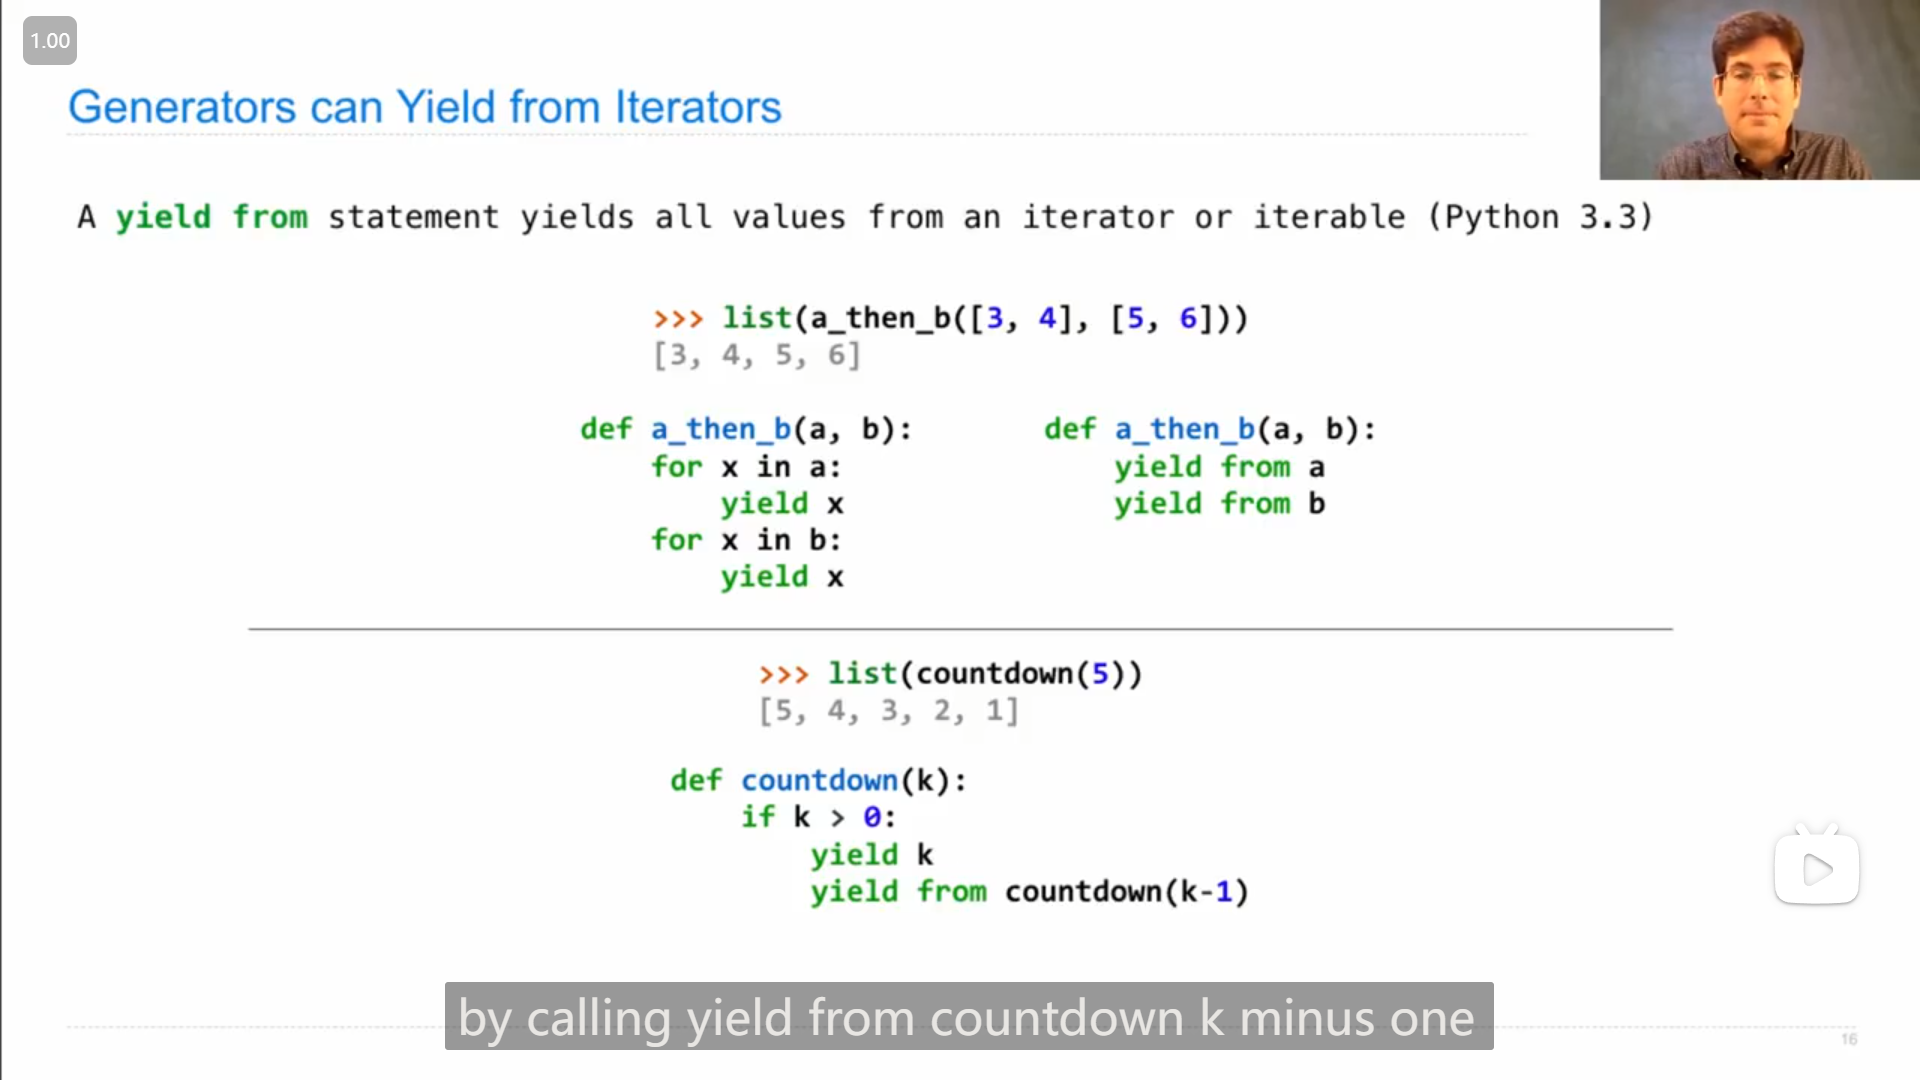 1.00
Generators can Yield from Iterators
A yield from statement yields all values from an iterator or iterable (Python 3.3)
>>> list(a_then_b([3, 4], [5, 6]))
[3, 4, 5, 6]
def a_then_b(a, b):
    for x in a:
        yield x
    for x in b:
        yield x
def a_then_b(a, b):
    yield from a
    yield from b
>>> list(countdown(5))
[5, 4, 3, 2, 1]
def countdown(k):
    if k > 0:
        yield k
        yield from countdown(k-1)
by calling yield from countdown k minus one
16